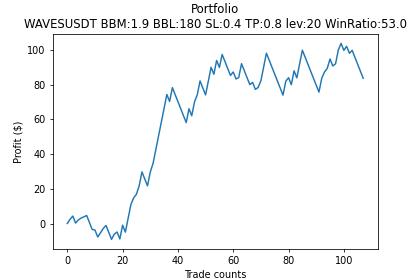 Portfolio
WAVESUSDT BBM:1.9 BBL:180 SL:0.4 TP:0.8 lev:20 WinRatio:53.0
100
80
60
40
20
0
Profit ($)
0 20 40 60 80 100
Trade counts